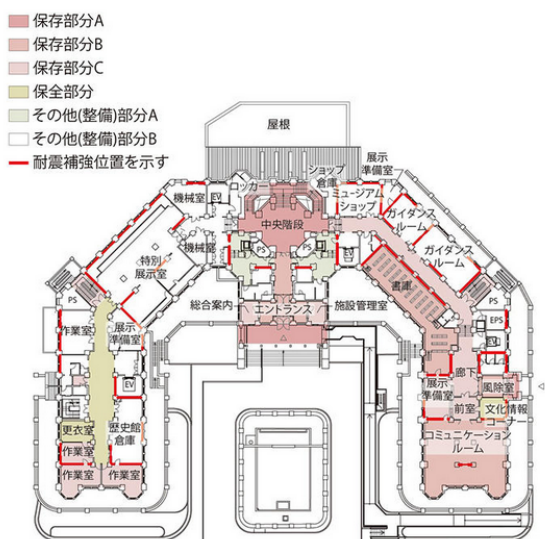 保存部分A
保存部分B
保存部分C
保全部分
その他(整備)部分A
その他(整備)部分B
耐震補強位置を示す
屋根
機械室
EV
ロッカー
ショップ
倉庫
展示
準備室
ミュージアム
ショップ
ガイダンス
ルーム
中央階段
機械室
PS
PS
EV
ガイダンス
ルーム
特別
展示室
書庫
PS
総合案内
エントランス
施設管理室
PS
EPS
作業室
展示
準備室
EV
廊下
その他
EV
展示
準備室
風除室
前室
文化情報
コーナー
更衣室
歴史館
倉庫
作業室
コミュニケーション
ルーム
作業室
作業室